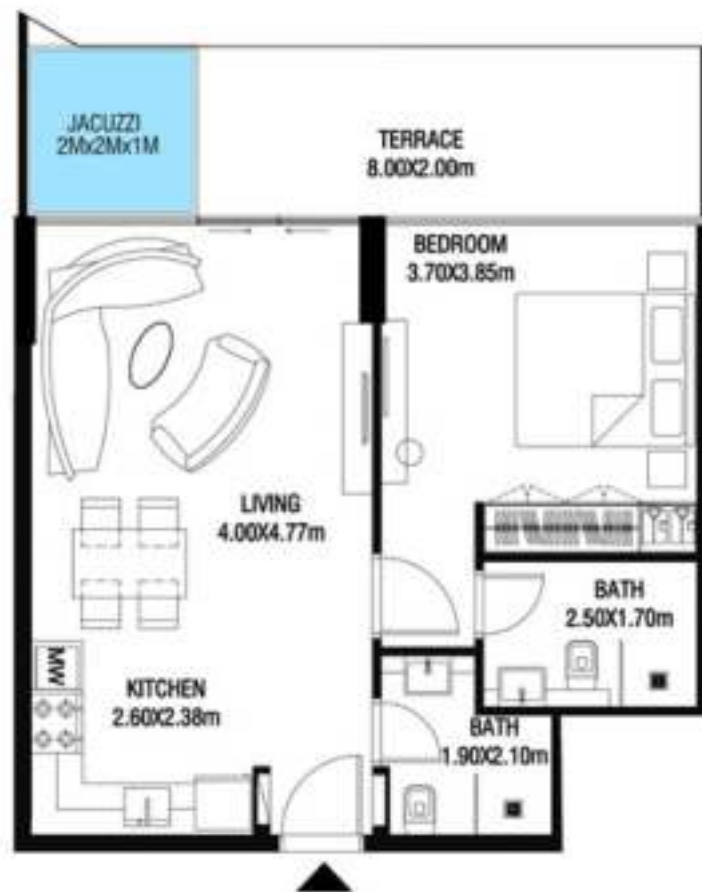 JACUZZI
2Mx2Mx1M
TERRACE
8.00X2.00m
BEDROOM
3.70X3.85m
LIVING
4.00X4.77m
BATH
2.50X1.70m
MW
KITCHEN
2.60X2.38m
BATH
1.90X2.10m